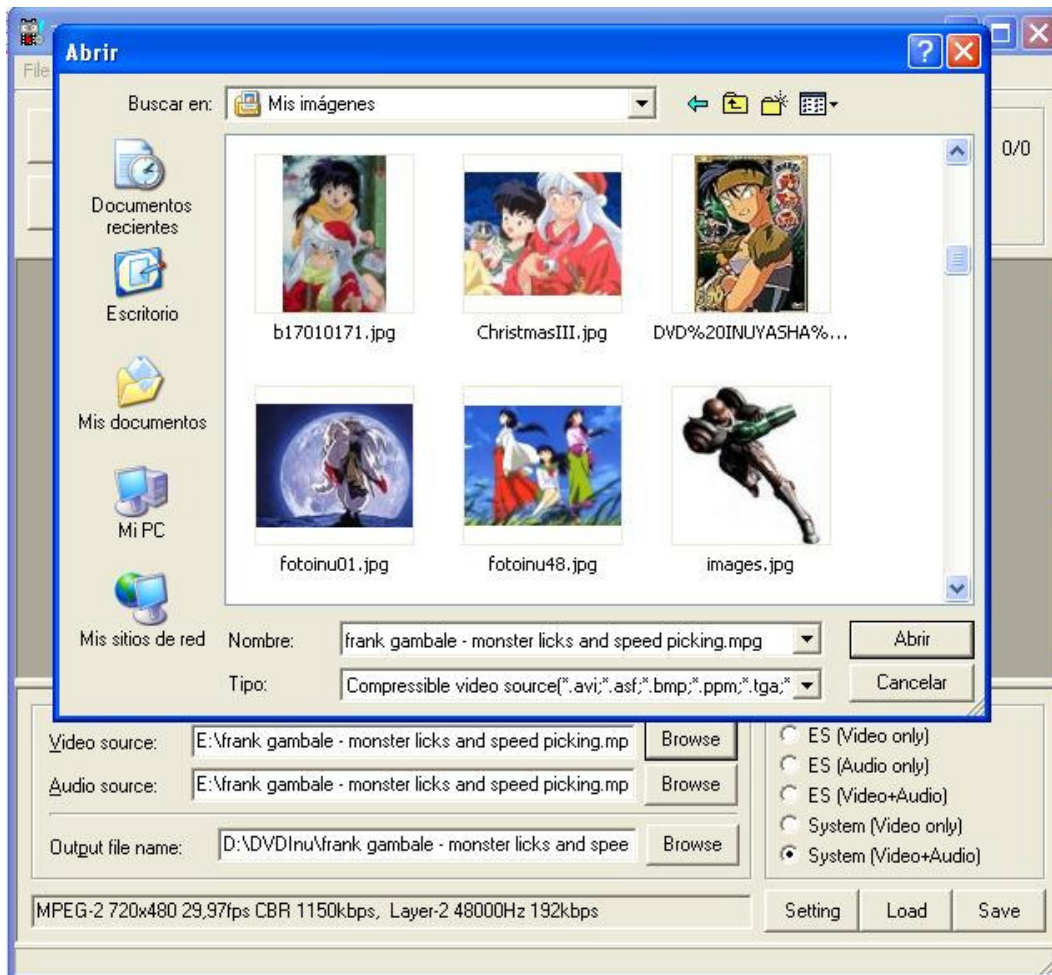 Abrir
File
Buscar en: Mis imágenes
0/0
Documentos recientes
Escritorio
Mis documentos
Mi PC
Mis sitios de red
b17010171.jpg
ChristmasIII.jpg
DVD%20INUYASHA%...
fotoinu01.jpg
fotoinu48.jpg
images.jpg
Nombre: frank gambale - monster licks and speed picking.mpg Abrir
Tipo: Compressible video source(*.avi;*.asf;*.bmp;*.ppm;*.tga;* Cancelar
Video source: E:\frank gambale - monster licks and speed picking.mp Browse
Audio source: E:\frank gambale - monster licks and speed picking.mp Browse
Output file name: D:\DVDInu\frank gambale - monster licks and spee Browse
ES (Video only)
ES (Audio only)
ES (Video+Audio)
System (Video only)
System (Video+Audio)
MPEG-2 720x480 29,97fps CBR 1150kbps, Layer-2 48000Hz 192kbps
Setting Load Save